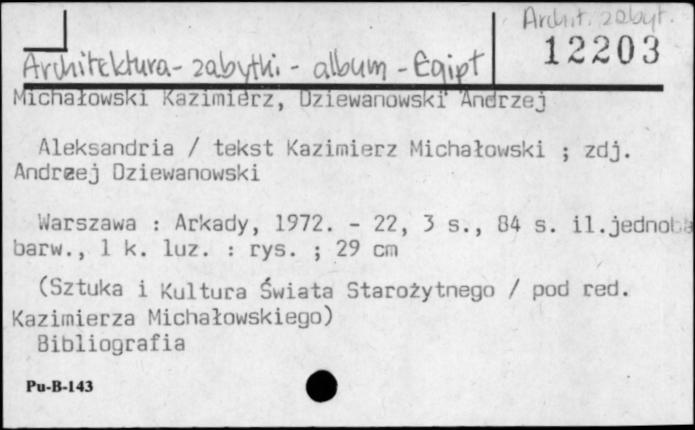 Archit. zabyt.
12203
Architektura - zabytki - album - Egipt
Michałowski Kazimierz, Dziewanowski Andrzej
Aleksandria / tekst Kazimierz Michałowski ; zdj.
Andrzej Dziewanowski
Warszawa : Arkady, 1972. - 22, 3 s., 84 s. il.jednoba
barw., 1 k. luz. : rys. ; 29 cm
(Sztuka i Kultura Świata Starożytnego / pod red.
Kazimierza Michałowskiego)
Bibliografia
Pu-B-143